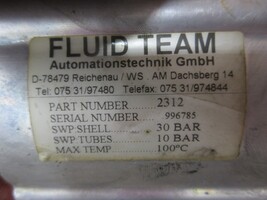 FLUID TEAM
Automationstechnik GmbH
D-78479 Reichenau / WS . AM Dachsberg 14
Tel: 075 31/97480 Telefax: 075 31/974844
PART NUMBER 2312
SERIAL NUMBER 996785
SWP SHELL 30 BAR
SWP TUBES 10 BAR
MAX TEMP 100°C